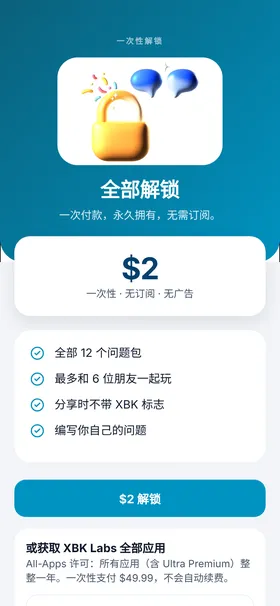 一次性解锁
全部解锁
一次付款，永久拥有，无需订阅。
$2
一次性 · 无订阅 · 无广告
全部 12 个问题包
最多和 6 位朋友一起玩
分享时不带 XBK 标志
编写你自己的问题
$2 解锁
或获取 XBK Labs 全部应用
All-Apps 许可：所有应用（含 Ultra Premium）整
整一年。一次性支付 $49.99，不会自动续费。